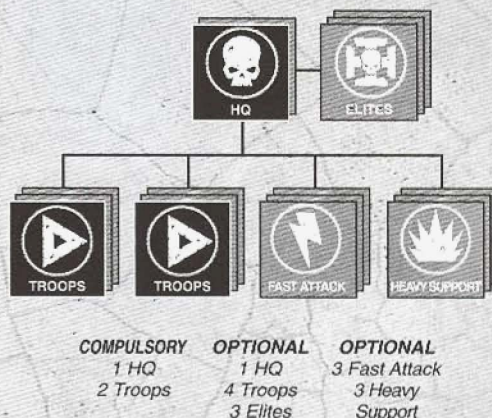 HQ
ELITES
TROOPS
TROOPS
FAST ATTACK
HEAVY SUPPORT
COMPULSORY
1 HQ
2 Troops
OPTIONAL
1 HQ
4 Troops
3 Elites
OPTIONAL
3 Fast Attack
3 Heavy
Support